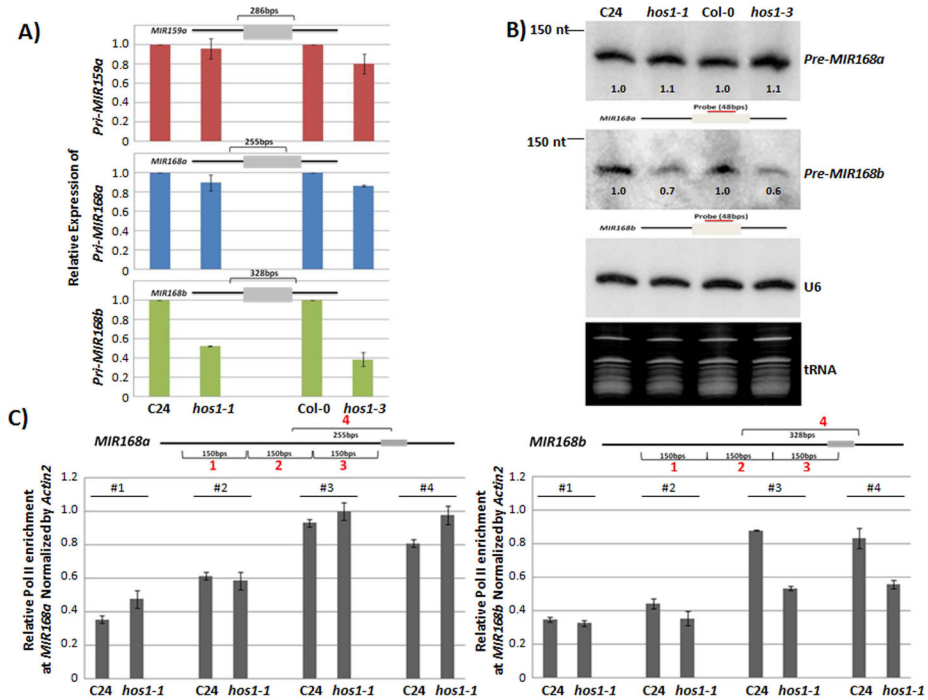 A)
Relative Expression of
286bps
MIR159a
Pri-MIR159a
1.0
0.8
0.6
0.4
0.2
0
255bps
MIR168a
Pri-MIR168a
1.0
0.8
0.6
0.4
0.2
0
328bps
MIR168b
Pri-MIR168b
1.0
0.8
0.6
0.4
0.2
0
C24 hos1-1 Col-0 hos1-3
B)
C24 hos1-1 Col-0 hos1-3
150 nt
Pre-MIR168a
1.0 1.1 1.0 1.1
Probe (48bps)
MIR168a
150 nt
Pre-MIR168b
1.0 0.7 1.0 0.6
Probe (48bps)
MIR168b
U6
tRNA
C)
4
255bps
MIR168a
150bps 150bps 150bps
1 2 3
Relative Pol II enrichment
at MIR168a Normalized by Actin2
1.2
1.0
0.8
0.6
0.4
0.2
0
#1 #2 #3 #4
C24 hos1-1 C24 hos1-1 C24 hos1-1 C24 hos1-1
4
328bps
MIR168b
150bps 150bps 150bps
1 2 3
Relative Pol II enrichment
at MIR168b Normalized by Actin2
1.2
1.0
0.8
0.6
0.4
0.2
0
#1 #2 #3 #4
C24 hos1-1 C24 hos1-1 C24 hos1-1 C24 hos1-1